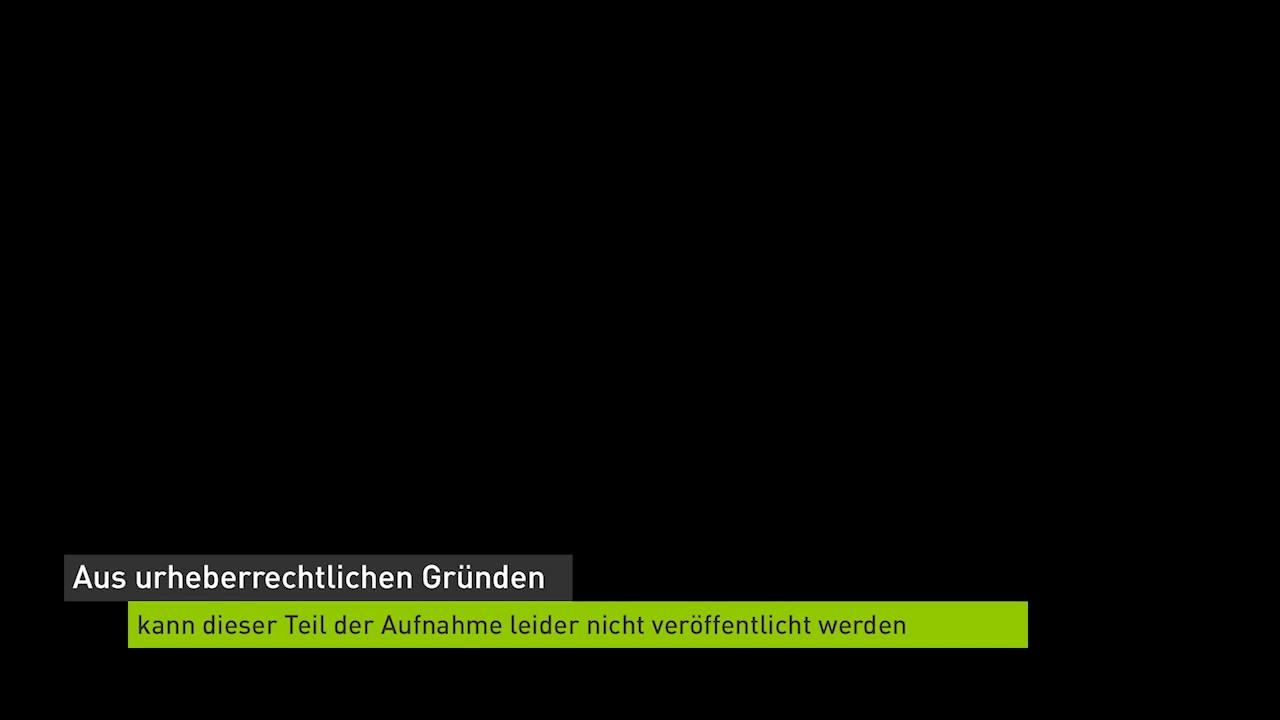 Aus urheberrechtlichen Gründen
kann dieser Teil der Aufnahme leider nicht veröffentlicht werden